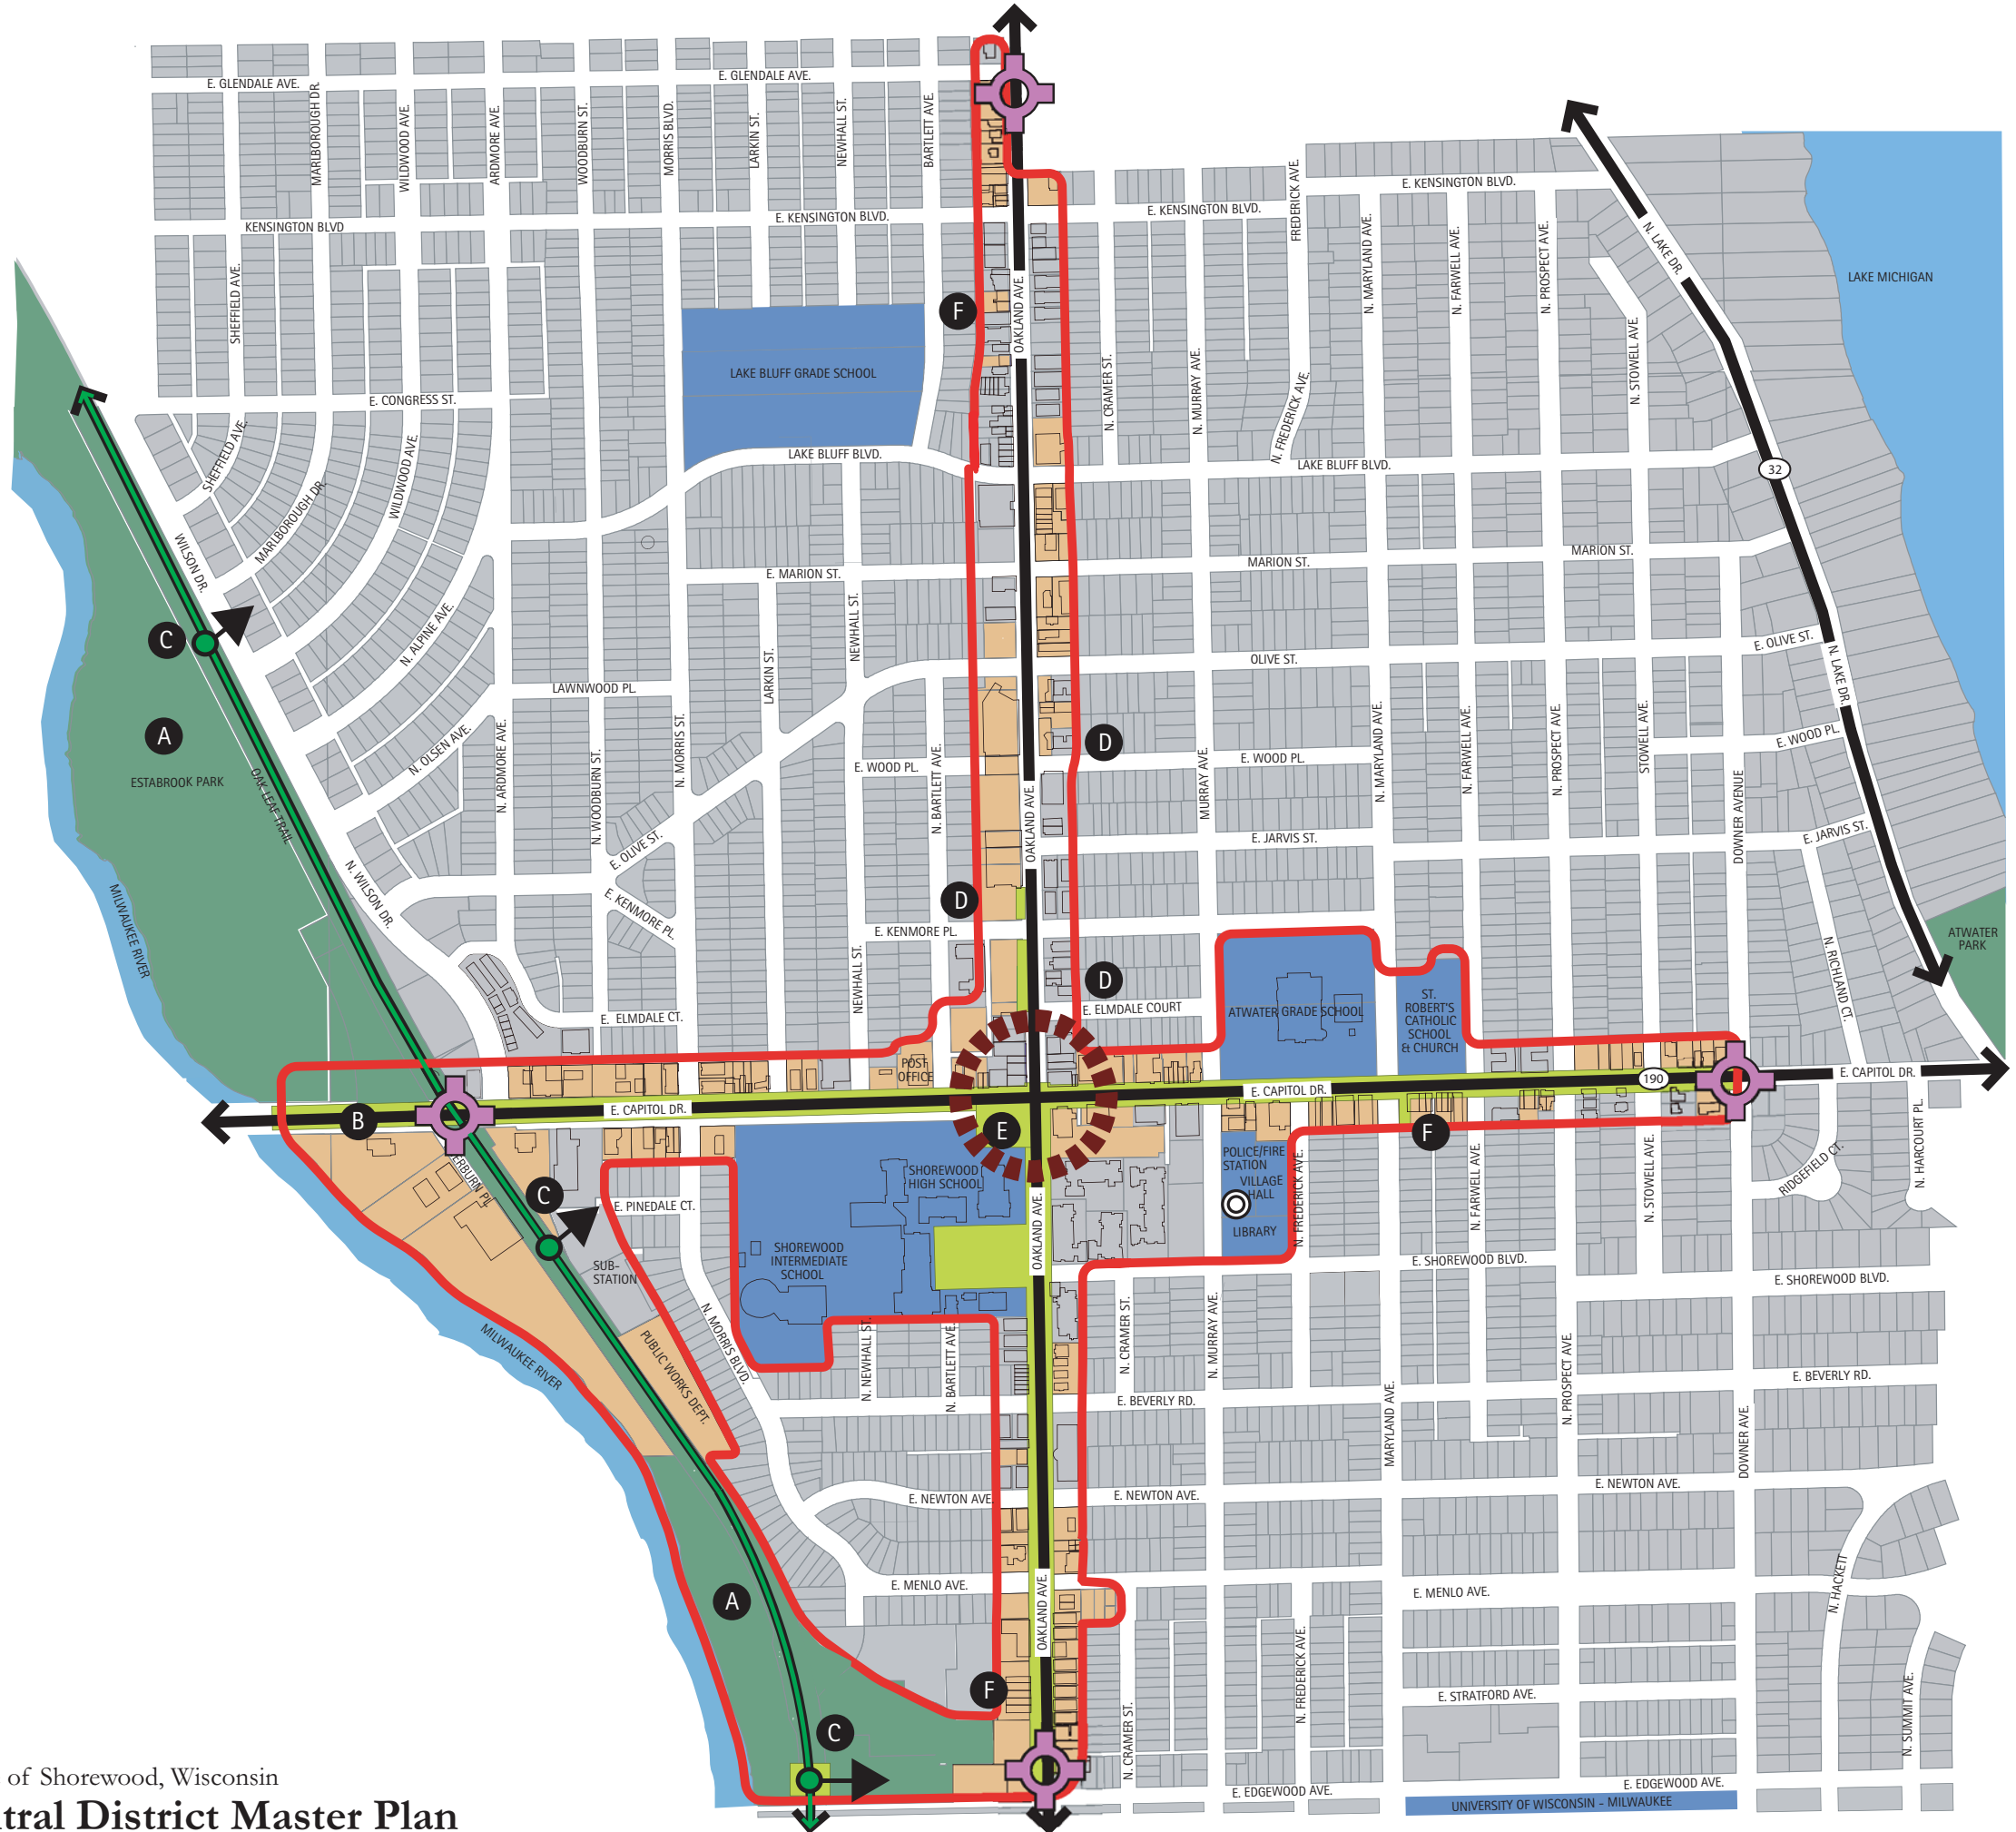 E. GLENDALE AVE.
E. GLENDALE AVE.
MARLBOROUGH DR.
WILDWOOD AVE.
ARDMORE AVE.
WOODBURN ST.
MORRIS BLVD.
LARKIN ST.
NEWHALL ST.
BARTLETT AVE.
FREDERICK AVE.
E. KENSINGTON BLVD.
E. KENSINGTON BLVD.
E. KENSINGTON BLVD.
KENSINGTON BLVD
N. MARYLAND AVE.
N. FARWELL AVE.
N. PROSPECT AVE.
N. LAKE DR.
LAKE MICHIGAN
SHEFFIELD AVE.
F
OAKLAND AVE.
N. STOWELL AVE.
LAKE BLUFF GRADE SCHOOL
N. CRAMER ST.
N. MURRAY AVE.
N. FREDERICK AVE.
E. CONGRESS ST.
SHEFFIELD AVE.
MARLBOROUGH DR.
WILDWOOD AVE.
LAKE BLUFF BLVD.
LAKE BLUFF BLVD.
32
WILSON DR.
E. MARION ST.
MARION ST.
MARION ST.
C
N. ALPINE AVE.
NEWHALL ST.
LARKIN ST.
OLIVE ST.
E. OLIVE ST.
LAWNWOOD PL.
N. LAKE DR.
A
ESTABROOK PARK
OAK LEAF TRAIL
N. OLSEN AVE.
N. ARDMORE AVE.
N. WOODBURN ST.
N. MORRIS ST.
E. WOOD PL.
N. BARTLETT AVE.
D
MURRAY AVE.
E. WOOD PL.
N. MARYLAND AVE.
N. FARWELL AVE.
N. PROSPECT AVE.
STOWELL AVE.
E. WOOD PL.
DOWNER AVENUE
OAKLAND AVE.
E. JARVIS ST.
E. JARVIS ST.
E. OLIVE ST.
N. WILSON DR.
E. KENMORE PL.
D
E. KENMORE PL.
MILWAUKEE RIVER
NEWHALL ST.
D
E. ELMDALE COURT
ATWATER
PARK
N. RICHLAND CT.
ATWATER GRADE SCHOOL
ST.
ROBERT'S
CATHOLIC
SCHOOL
& CHURCH
E. ELMDALE CT.
POST
OFFICE
B
E. CAPITOL DR.
E. CAPITOL DR.
190
E. CAPITOL DR.
E
F
SHOREWOOD
HIGH SCHOOL
POLICE/FIRE
STATION
VILLAGE
HALL
LIBRARY
N. FREDERICK AVE.
N. FARWELL AVE.
N. STOWELL AVE.
RIDGEFIELD CT.
N. HARCOURT PL.
ERBURN PL
C
E. PINEDALE CT.
SUB-
STATION
SHOREWOOD
INTERMEDIATE
SCHOOL
OAKLAND AVE.
E. SHOREWOOD BLVD.
E. SHOREWOOD BLVD.
MILWAUKEE RIVER
PUBLIC WORKS DEPT.
N. MORRIS BLVD.
N. NEWHALL ST.
N. BARTLETT AVE.
N. CRAMER ST.
N. MURRAY AVE.
MARYLAND AVE.
N. PROSPECT AVE.
E. BEVERLY RD.
E. BEVERLY RD.
DOWNER AVE.
E. NEWTON AVE.
E. NEWTON AVE.
E. NEWTON AVE.
E. MENLO AVE.
E. MENLO AVE.
N. HACKETT
A
OAKLAND AVE.
N. FREDERICK AVE.
F
C
N. CRAMER ST.
E. STRATFORD AVE.
N. SUMMIT AVE.
E. EDGEWOOD AVE.
E. EDGEWOOD AVE.
UNIVERSITY OF WISCONSIN - MILWAUKEE
of Shorewood, Wisconsin
ntral District Master Plan